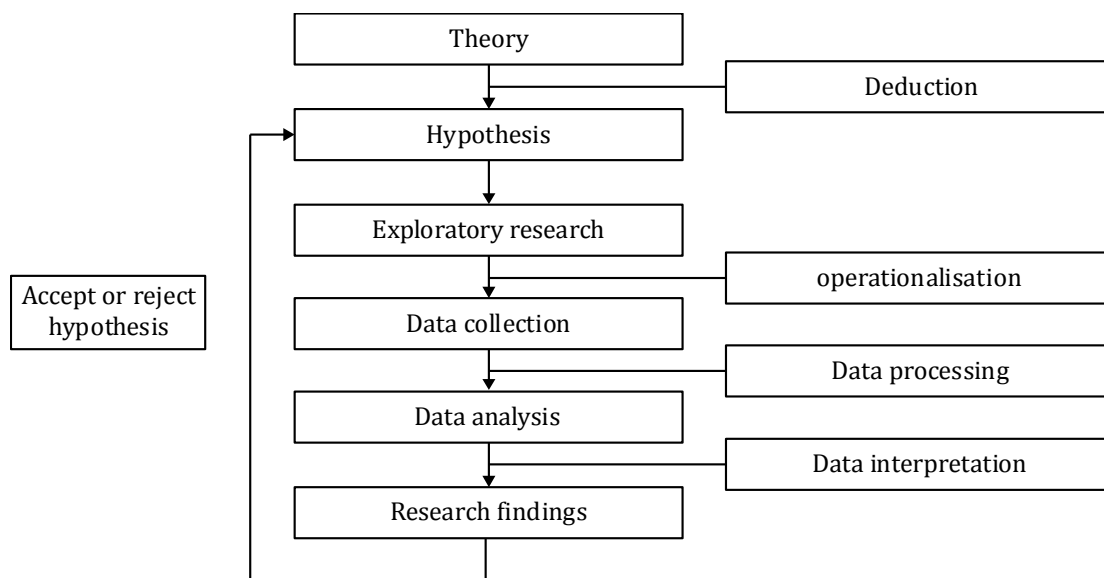 Theory
Deduction
Hypothesis
Exploratory research
operationalisation
Accept or reject
hypothesis
Data collection
Data processing
Data analysis
Data interpretation
Research findings